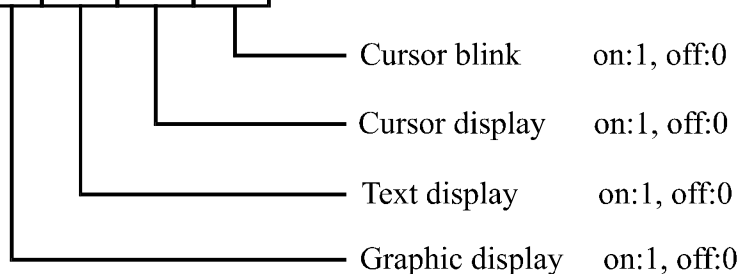 Cursor blink on:1, off:0
Cursor display on:1, off:0
Text display on:1, off:0
Graphic display on:1, off:0